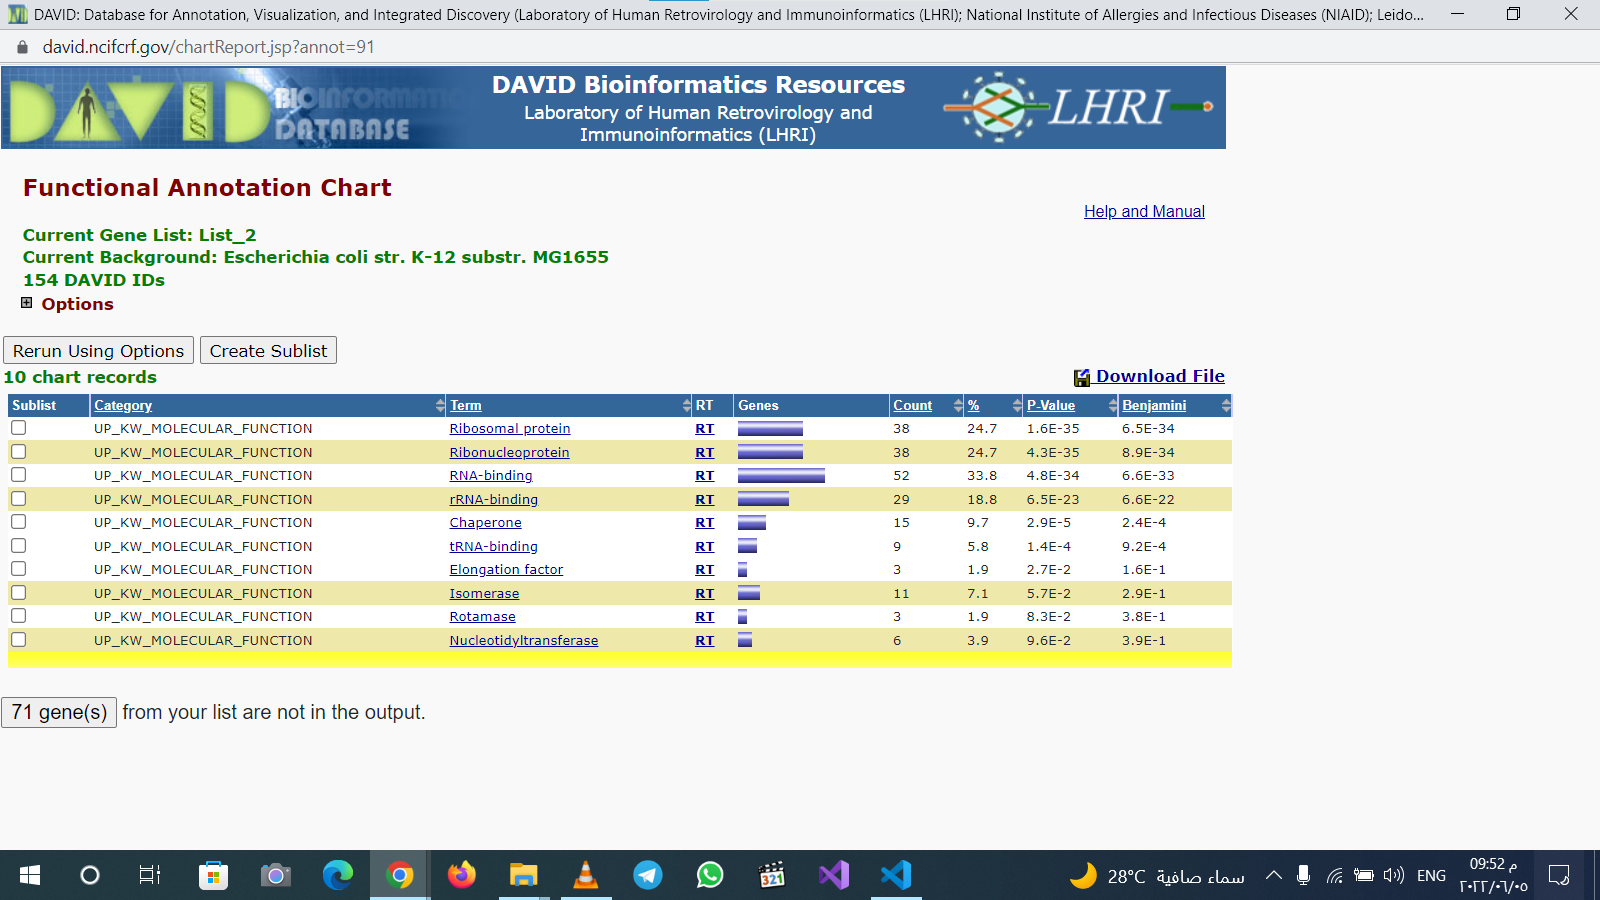 DAVID: Database for Annotation, Visualization, and Integrated Discovery (Laboratory of Human Retrovirology and Immunoinformatics (LHRI); National Institute of Allergies and Infectious Diseases (NIAID); Leido...
david.ncifcrf.gov/chartReport.jsp?annot=91
DAVID BIOINFORMATICS DATABASE
DAVID Bioinformatics Resources
Laboratory of Human Retrovirology and
Immunoinformatics (LHRI)
LHRI
Functional Annotation Chart
Help and Manual
Current Gene List: List_2
Current Background: Escherichia coli str. K-12 substr. MG1655
154 DAVID IDs
Options
Rerun Using Options Create Sublist
10 chart records Download File
Sublist Category Term RT Genes Count % P-Value Benjamini
UP_KW_MOLECULAR_FUNCTION Ribosomal protein RT 38 24.7 1.6E-35 6.5E-34
UP_KW_MOLECULAR_FUNCTION Ribonucleoprotein RT 38 24.7 4.3E-35 8.9E-34
UP_KW_MOLECULAR_FUNCTION RNA-binding RT 52 33.8 4.8E-34 6.6E-33
UP_KW_MOLECULAR_FUNCTION rRNA-binding RT 29 18.8 6.5E-23 6.6E-22
UP_KW_MOLECULAR_FUNCTION Chaperone RT 15 9.7 2.9E-5 2.4E-4
UP_KW_MOLECULAR_FUNCTION tRNA-binding RT 9 5.8 1.4E-4 9.2E-4
UP_KW_MOLECULAR_FUNCTION Elongation factor RT 3 1.9 2.7E-2 1.6E-1
UP_KW_MOLECULAR_FUNCTION Isomerase RT 11 7.1 5.7E-2 2.9E-1
UP_KW_MOLECULAR_FUNCTION Rotamase RT 3 1.9 8.3E-2 3.8E-1
UP_KW_MOLECULAR_FUNCTION Nucleotidyltransferase RT 6 3.9 9.6E-2 3.9E-1
71 gene(s) from your list are not in the output.
321
28°C سماء صافية
ENG
09:52 م
٢٠٢٢/٠٦/٠٥